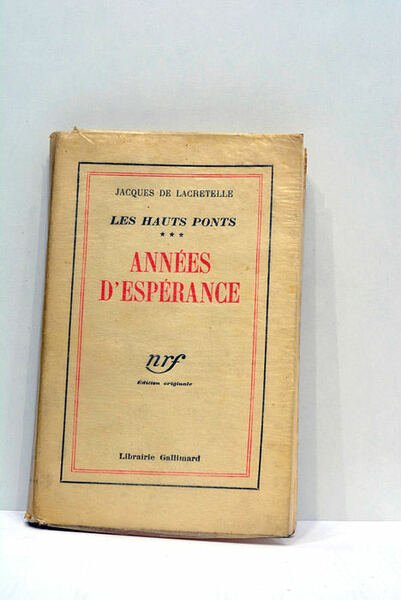 JACQUES DE LACRETELLE
LES HAUTS PONTS
★ ★ ★
ANNÉES
D'ESPÉRANCE
nrf
Édition originale
Librairie Gallimard